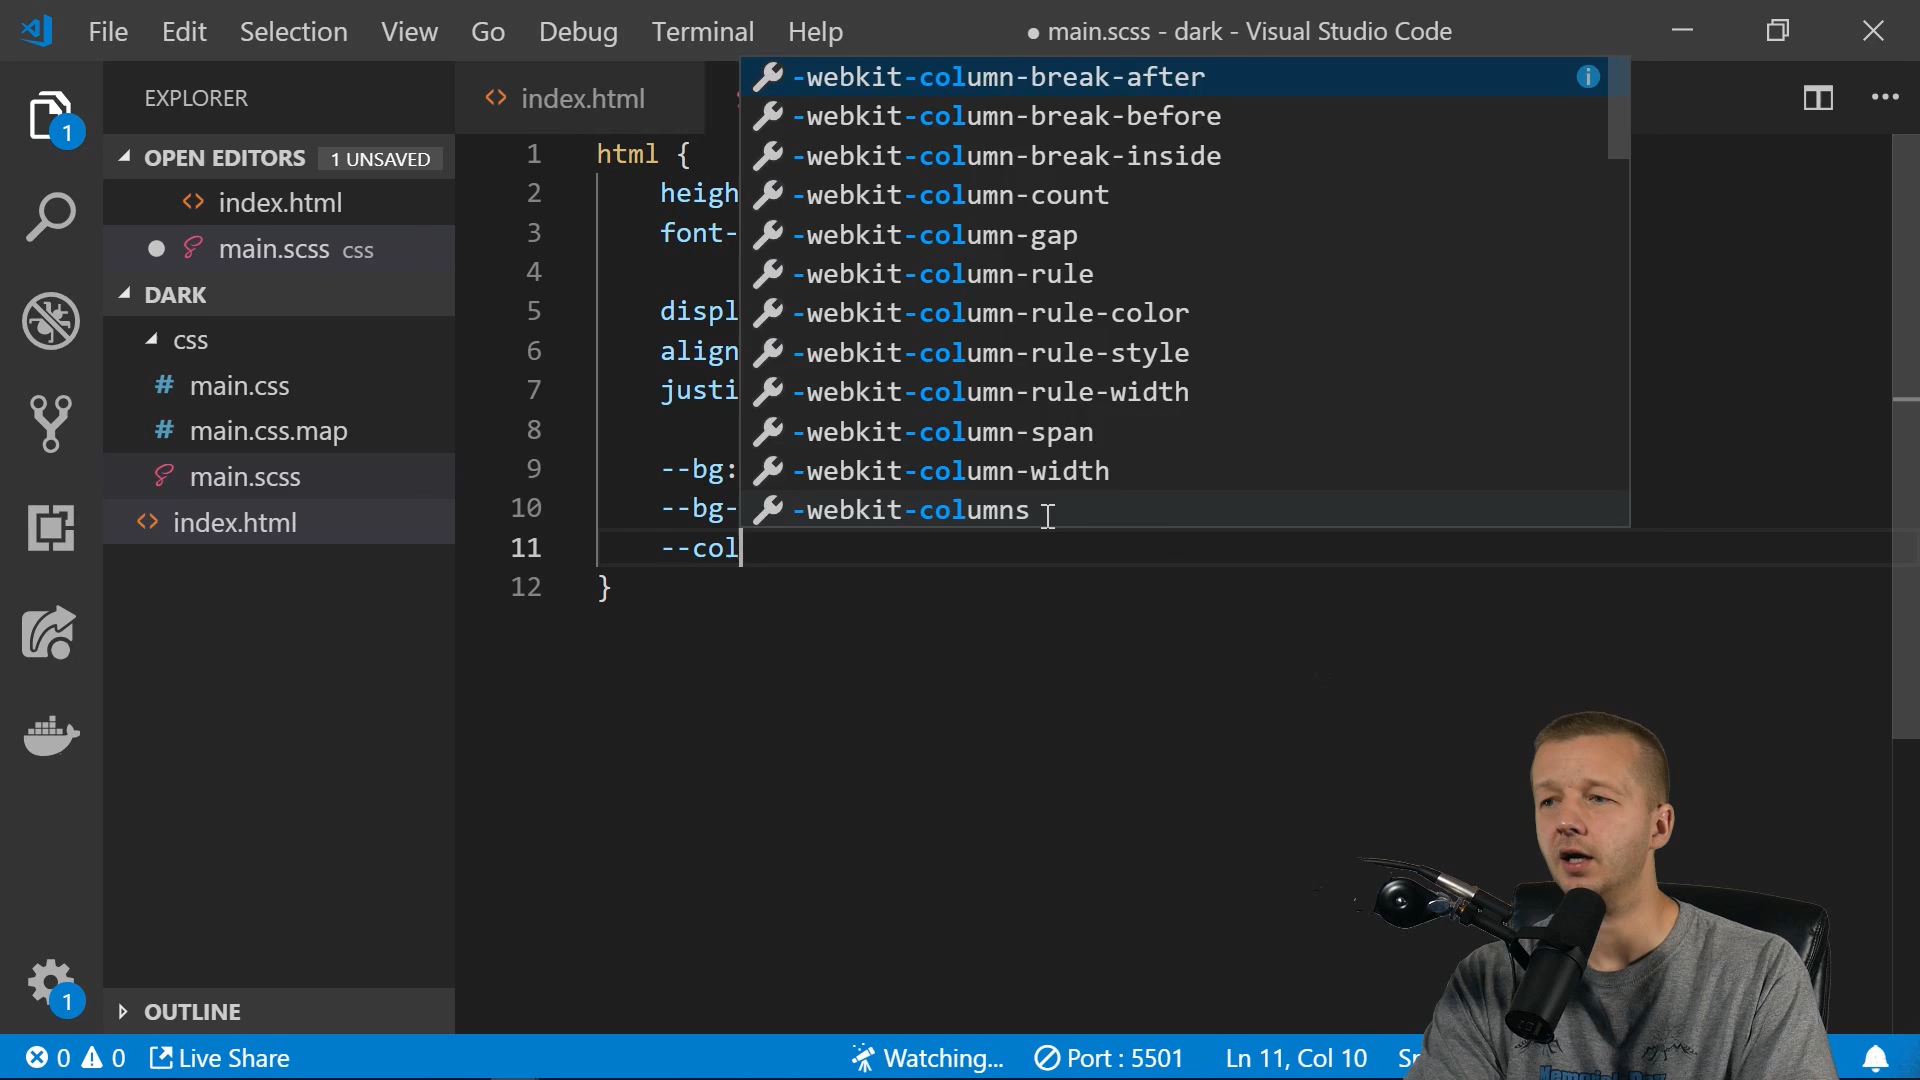 File Edit Selection View Go Debug Terminal Help
● main.scss - dark - Visual Studio Code
1
EXPLORER
OPEN EDITORS 1 UNSAVED
index.html
main.scss css
DARK
css
main.css
main.css.map
main.scss
index.html
OUTLINE
1
index.html
1 html {
2 heigh
3 font-
4
5 displ
6 align
7 justi
8
9 --bg:
10 --bg-
11 --col
12 }
-webkit-column-break-after
-webkit-column-break-before
-webkit-column-break-inside
-webkit-column-count
-webkit-column-gap
-webkit-column-rule
-webkit-column-rule-color
-webkit-column-rule-style
-webkit-column-rule-width
-webkit-column-span
-webkit-column-width
-webkit-columns
0 0 Live Share Watching... Port : 5501 Ln 11, Col 10